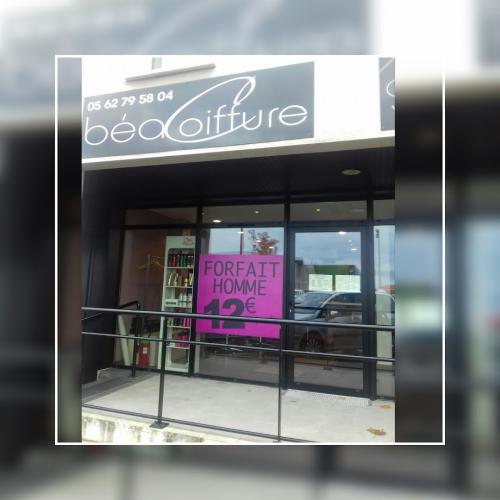 05 62 79 58 04
béaCoiffure
FORFAIT
HOMME
12€